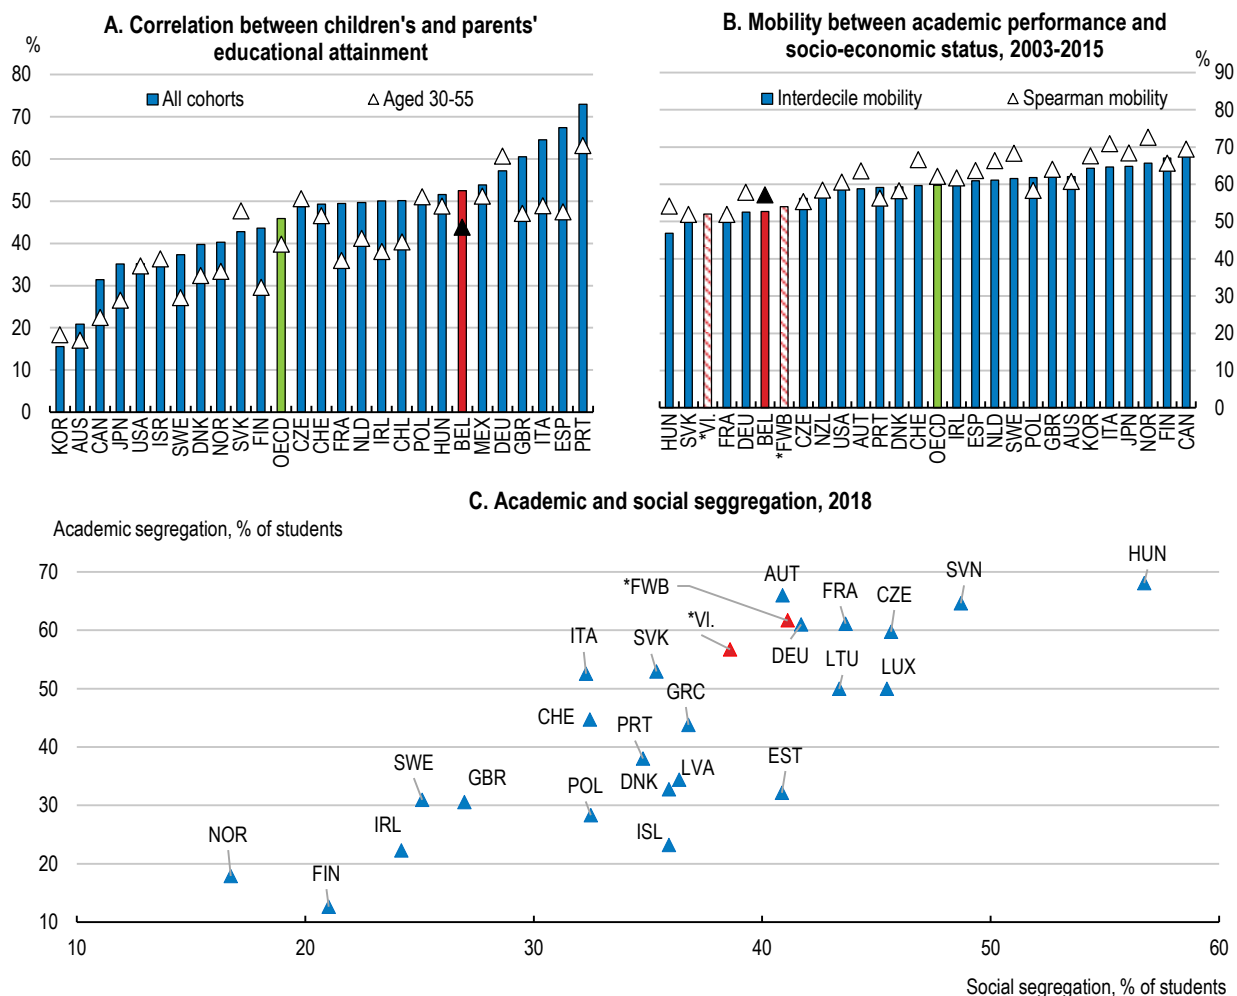 A. Correlation between children's and parents'
educational attainment
%
80
70
60
50
40
30
20
10
0
All cohorts
Aged 30-55
KOR
AUS
CAN
JPN
USA
ISR
SWE
DNK
NOR
SVK
FIN
OECD
CZE
CHE
FRA
NLD
IRL
CHL
POL
HUN
BEL
MEX
DEU
GBR
ITA
ESP
PRT
B. Mobility between academic performance and
socio-economic status, 2003-2015
%
90
80
70
60
50
40
30
20
10
0
Interdecile mobility
Spearman mobility
HUN
SVK
*Vl.
FRA
DEU
BEL
*FWB
CZE
NZL
USA
AUT
PRT
DNK
CHE
OECD
IRL
ESP
NLD
SWE
POL
GBR
AUS
KOR
ITA
JPN
NOR
FIN
CAN
C. Academic and social seggregation, 2018
Academic segregation, % of students
70
60
50
40
30
20
10
HUN
SVN
AUT
*FWB
FRA
CZE
*Vl.
ITA
SVK
DEU
LTU
LUX
GRC
CHE
PRT
SWE
GBR
POL
DNK
LVA
EST
NOR
IRL
ISL
FIN
10
20
30
40
50
60
Social segregation, % of students